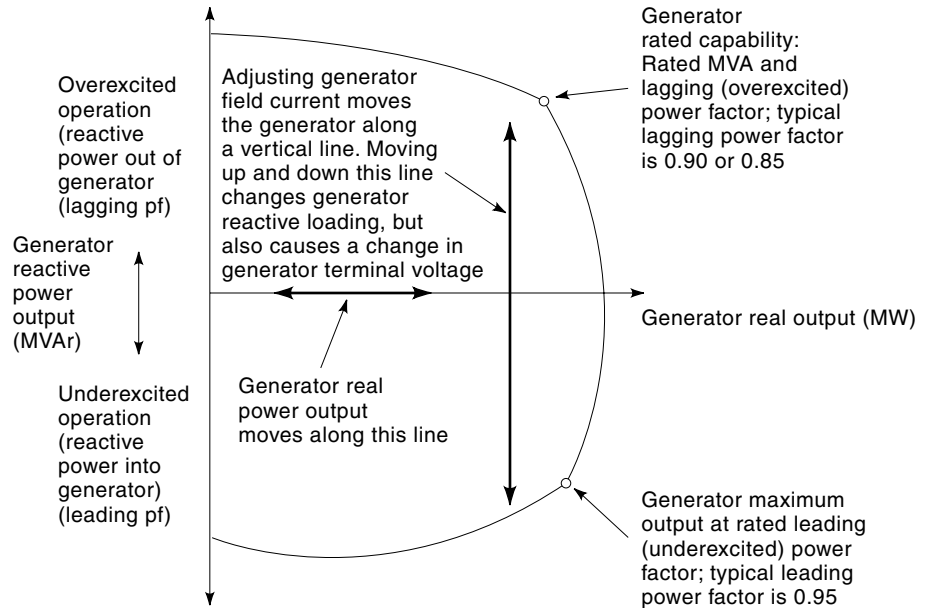 Generator
rated capability:
Rated MVA and
lagging (overexcited)
power factor; typical
lagging power factor
is 0.90 or 0.85
Overexcited
operation
(reactive
power out of
generator
(lagging pf)
Adjusting generator
field current moves
the generator along
a vertical line. Moving
up and down this line
changes generator
reactive loading, but
also causes a change in
generator terminal voltage
Generator
reactive
power
output
(MVAr)
Generator real output (MW)
Generator real
power output
moves along this line
Underexcited
operation
(reactive
power into
generator)
(leading pf)
Generator maximum
output at rated leading
(underexcited) power
factor; typical leading
power factor is 0.95